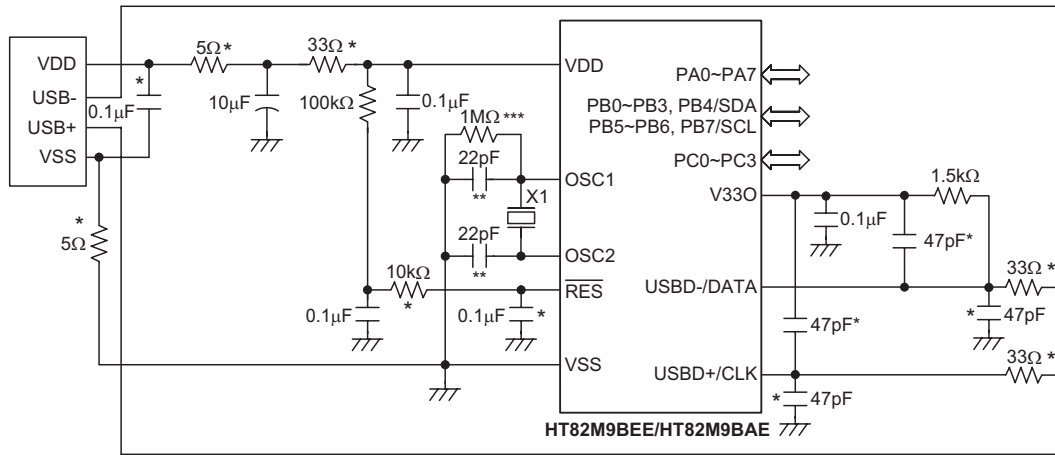 VDD
USB-
USB+
VSS
*
0.1µF
5Ω*
10µF
33Ω*
100kΩ
0.1µF
1MΩ***
22pF
**
X1
22pF
**
*
5Ω
10kΩ
*
0.1µF
0.1µF
*
VDD
OSC1
OSC2
RES
VSS
PA0~PA7
PB0~PB3, PB4/SDA
PB5~PB6, PB7/SCL
PC0~PC3
V33O
USBD-/DATA
USBD+/CLK
HT82M9BEE/HT82M9BAE
1.5kΩ
0.1µF
47pF*
33Ω*
*
47pF
47pF*
33Ω*
*
47pF